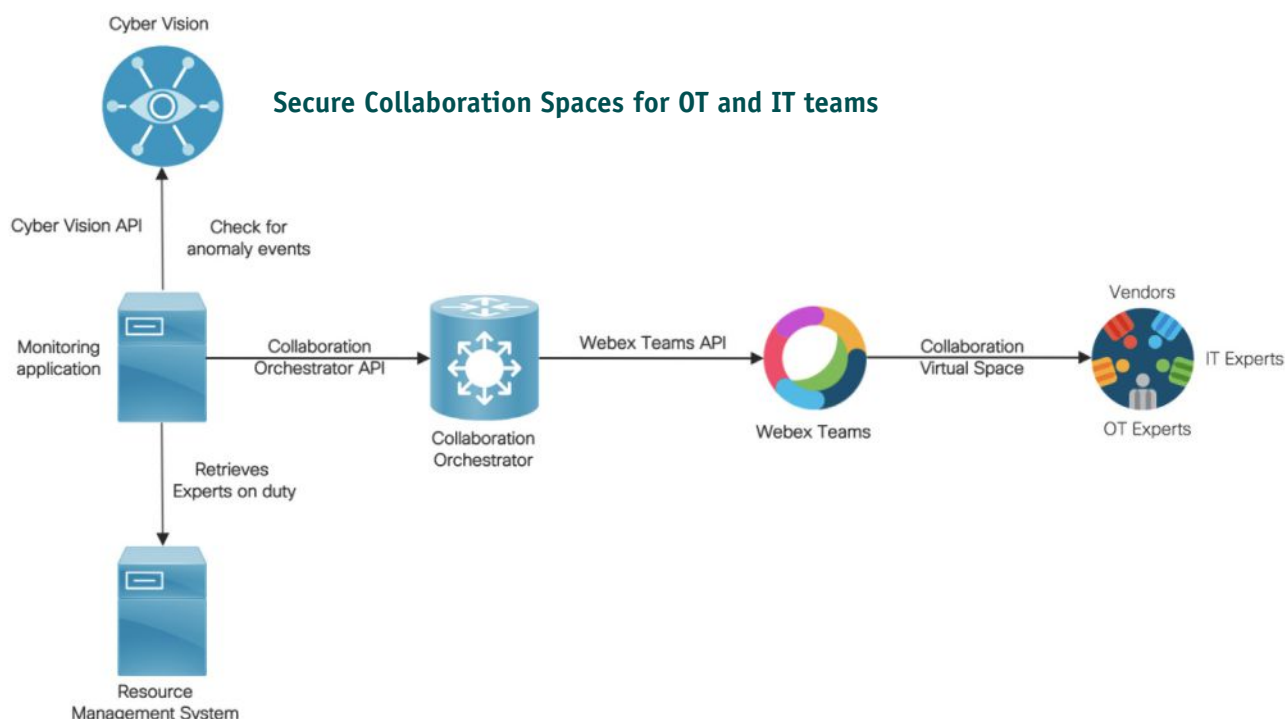 Cyber Vision
Secure Collaboration Spaces for OT and IT teams
Cyber Vision API
Check for
anomaly events
Monitoring
application
Collaboration
Orchestrator API
Collaboration
Orchestrator
Webex Teams API
Webex Teams
Collaboration
Virtual Space
Vendors
IT Experts
OT Experts
Retrieves
Experts on duty
Resource
Management System